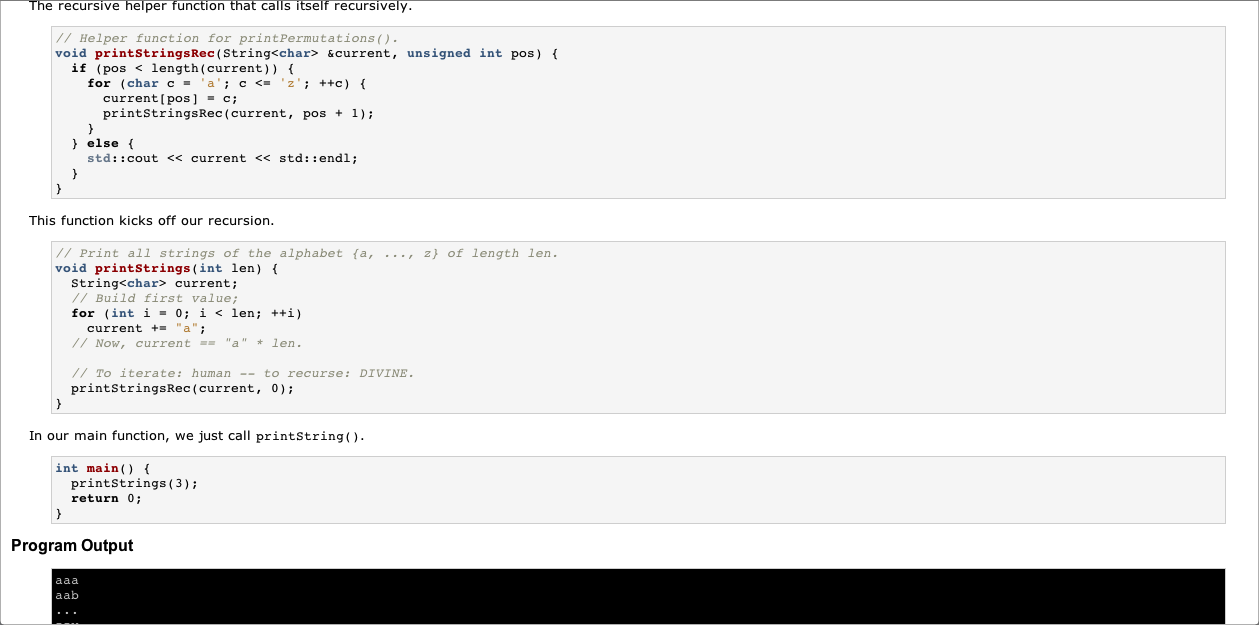 The recursive helper function that calls itself recursively.
// Helper function for printPermutations().
void printStringsRec(String<char> &current, unsigned int pos) {
  if (pos < length(current)) {
    for (char c = 'a'; c <= 'z'; ++c) {
      current[pos] = c;
      printStringsRec(current, pos + 1);
    }
  } else {
    std::cout << current << std::endl;
  }
}
This function kicks off our recursion.
// Print all strings of the alphabet {a, ..., z} of length len.
void printStrings(int len) {
  String<char> current;
  // Build first value;
  for (int i = 0; i < len; ++i)
    current += "a";
  // Now, current == "a" * len.
  // To iterate: human -- to recurse: DIVINE.
  printStringsRec(current, 0);
}
In our main function, we just call printString().
int main() {
  printStrings(3);
  return 0;
}
Program Output
aaa
aab
...